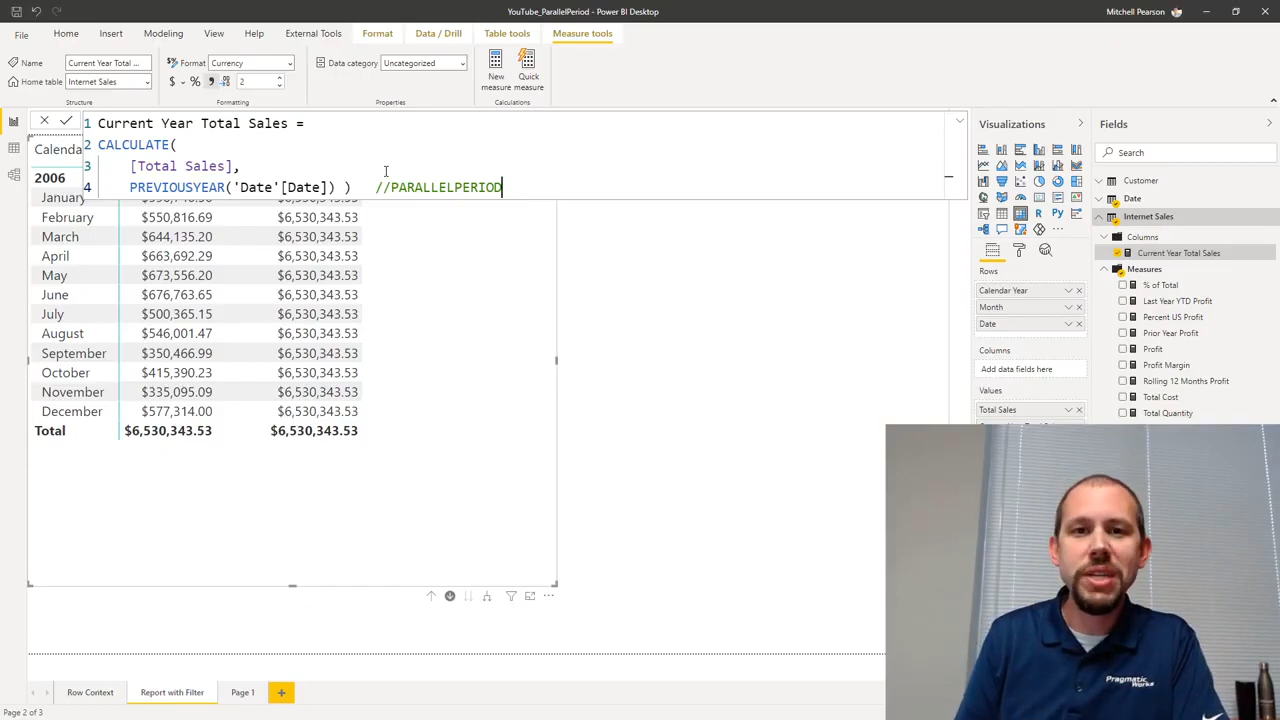 YouTube_ParallelPeriod - Power BI Desktop
Mitchell Pearson
File Home Insert Modeling View Help External Tools Format Data / Drill Table tools Measure tools
Name Current Year Total ... Format Currency Data category Uncategorized
Home table Internet Sales $ % 2
New measure Quick measure
Structure Formatting Properties Calculations
1 Current Year Total Sales =
2 CALCULATE(
3 [Total Sales],
4 PREVIOUSYEAR('Date'[Date]) ) //PARALLELPERIOD
Calenda
2006
January
February $550,816.69 $6,530,343.53
March $644,135.20 $6,530,343.53
April $663,692.29 $6,530,343.53
May $673,556.20 $6,530,343.53
June $676,763.65 $6,530,343.53
July $500,365.15 $6,530,343.53
August $546,001.47 $6,530,343.53
September $350,466.99 $6,530,343.53
October $415,390.23 $6,530,343.53
November $335,095.09 $6,530,343.53
December $577,314.00 $6,530,343.53
Total $6,530,343.53 $6,530,343.53
Visualizations
R Py
Rows
Calendar Year
Month
Date
Columns
Add data fields here
Values
Total Sales
Fields
Search
Customer
Date
Internet Sales
Columns
Current Year Total Sales
Measures
% of Total
Last Year YTD Profit
Percent US Profit
Prior Year Profit
Profit
Profit Margin
Rolling 12 Months Profit
Total Cost
Total Quantity
Pragmatic Works
Row Context Report with Filter Page 1
Page 2 of 3